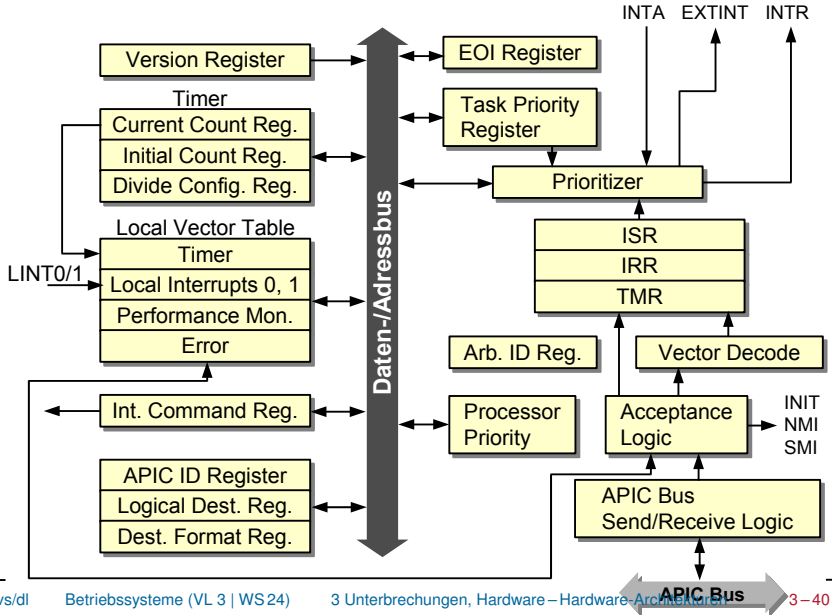 INTA EXTINT INTR
Version Register
EOI Register
Timer
Current Count Reg.
Initial Count Reg.
Divide Config. Reg.
Task Priority
Register
Prioritizer
Local Vector Table
Timer
Local Interrupts 0, 1
Performance Mon.
Error
LINT0/1
Daten-/Adressbus
ISR
IRR
TMR
Arb. ID Reg.
Vector Decode
Int. Command Reg.
Processor
Priority
Acceptance
Logic
INIT
NMI
SMI
APIC ID Register
Logical Dest. Reg.
Dest. Format Reg.
APIC Bus
Send/Receive Logic
APIC Bus
vs/dl Betriebssysteme (VL 3 | WS 24) 3 Unterbrechungen, Hardware – Hardware-Architekturen 3 – 40